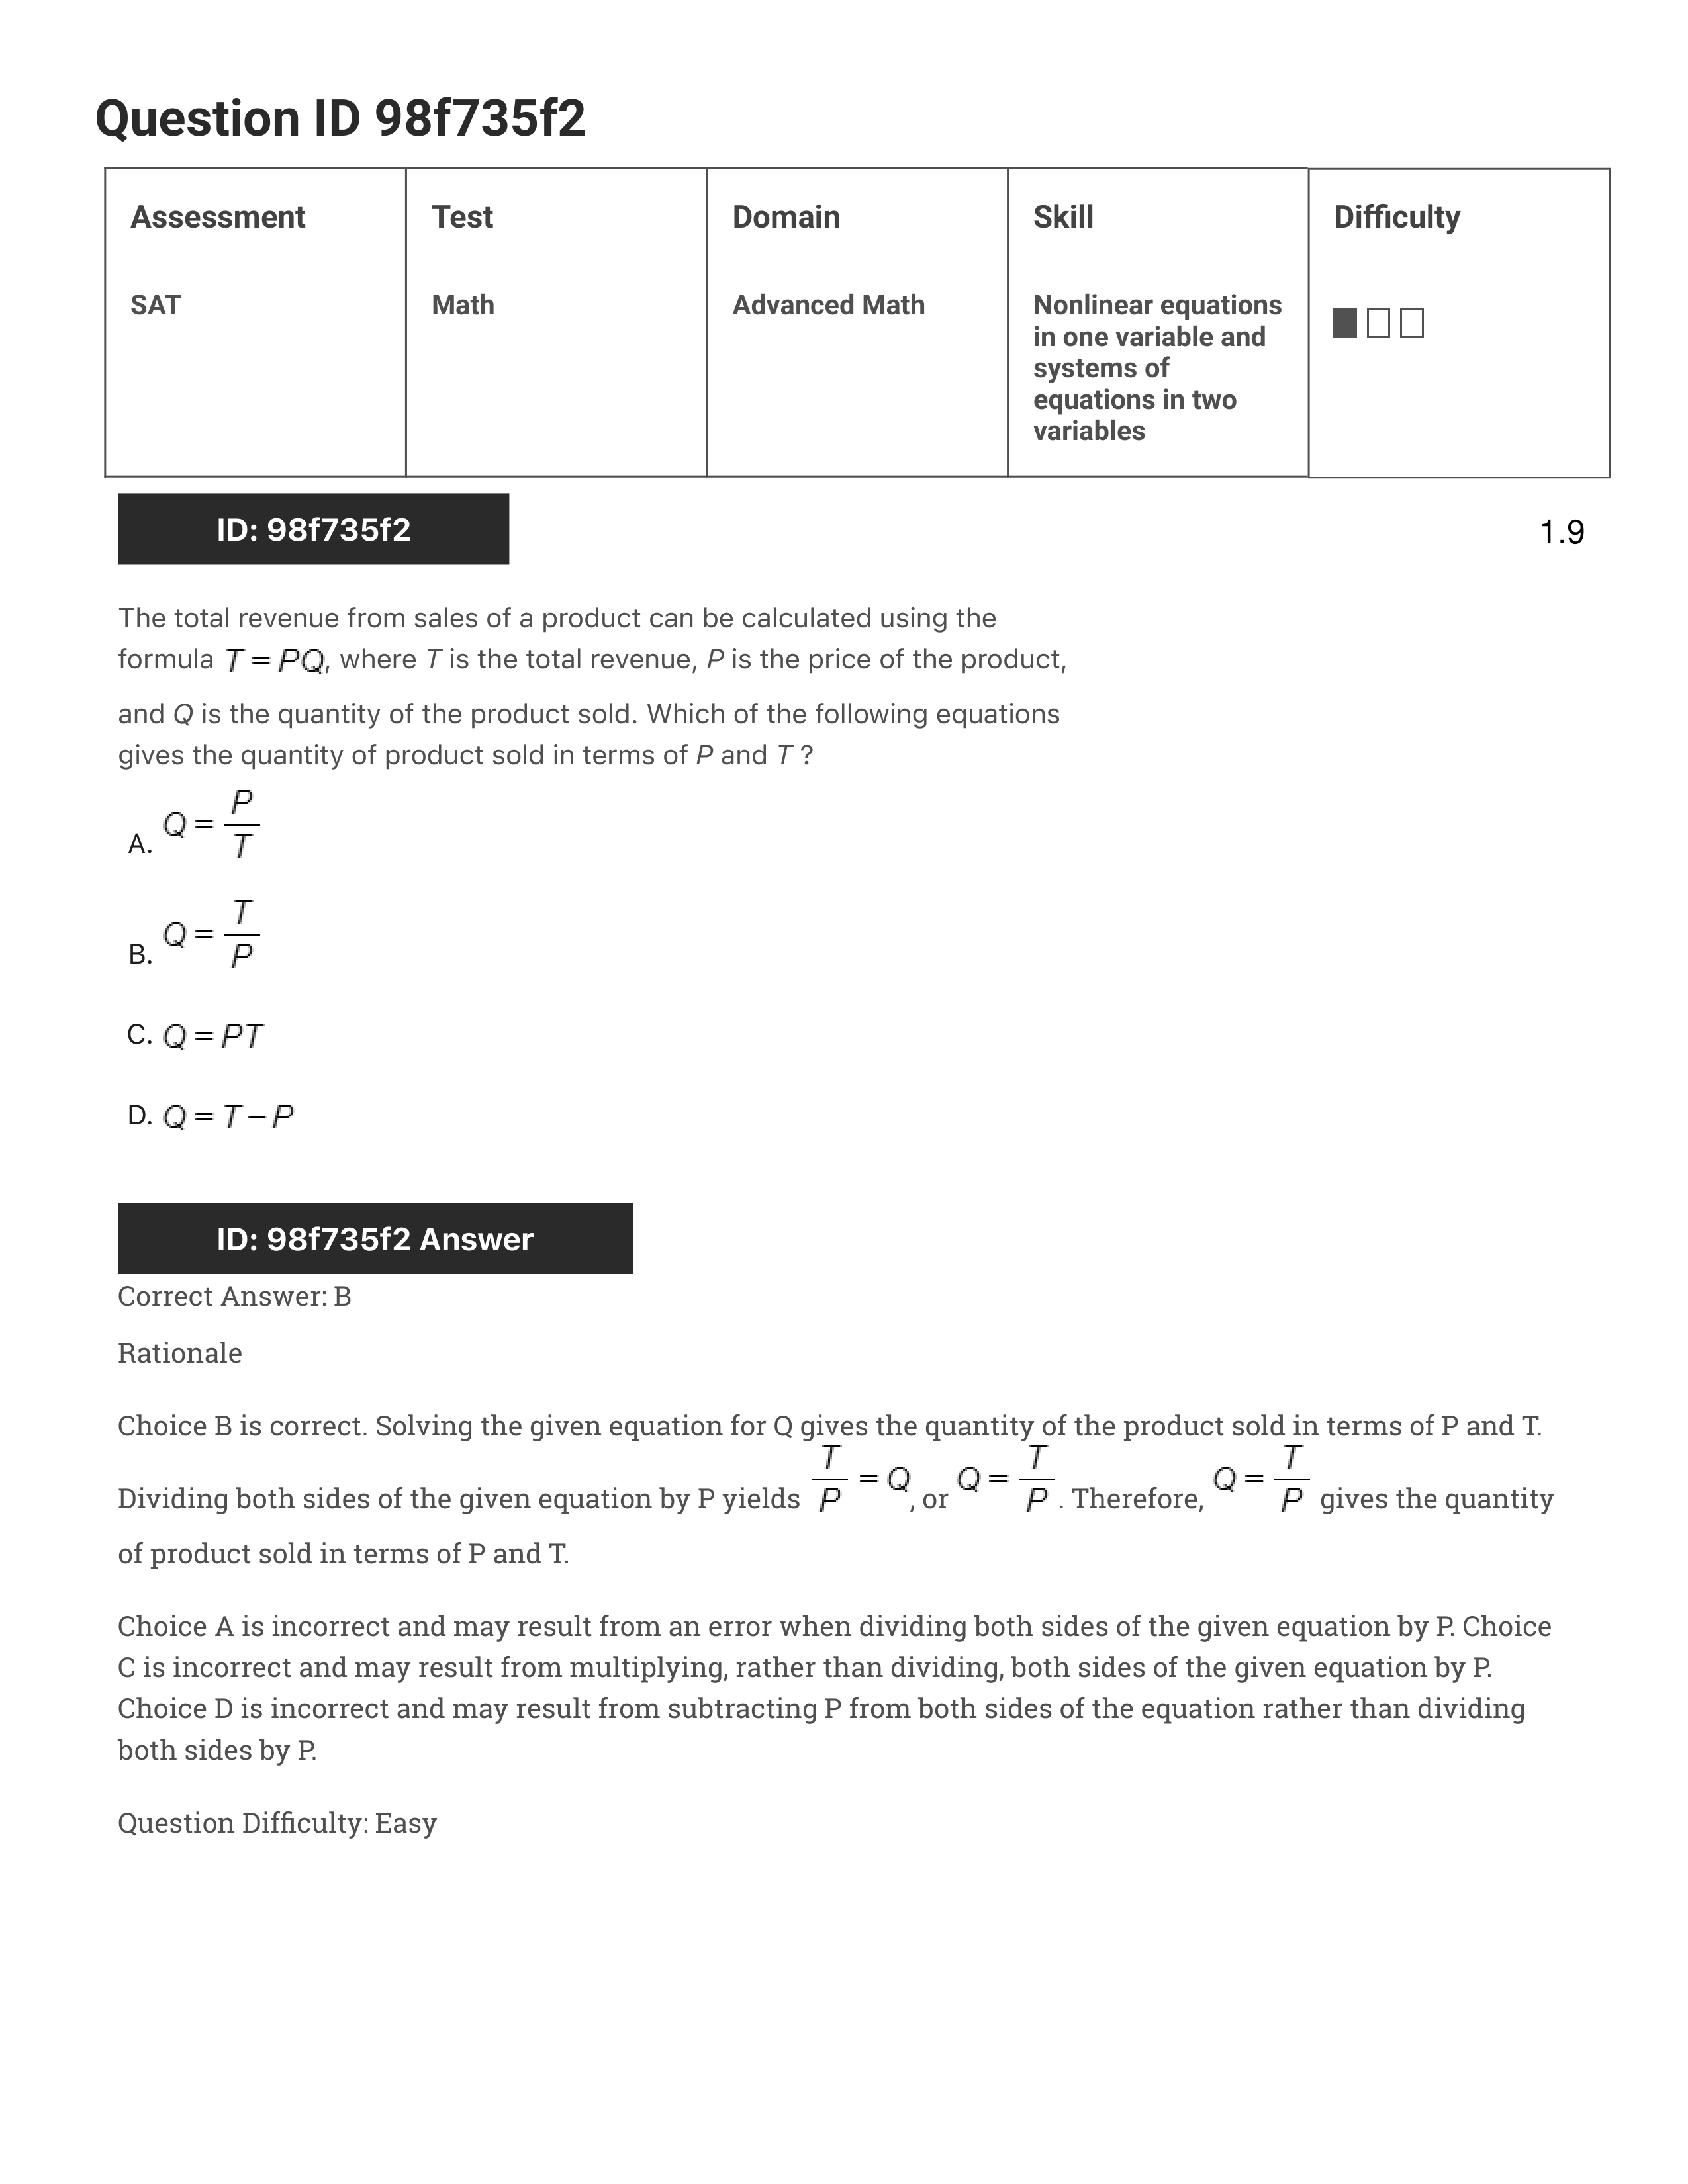 Question ID 98f735f2
Assessment Test Domain Skill Difficulty
SAT Math Advanced Math Nonlinear equations
in one variable and
systems of
equations in two
variables
ID: 98f735f2
1.9
The total revenue from sales of a product can be calculated using the
formula T = PQ, where T is the total revenue, P is the price of the product,
and Q is the quantity of the product sold. Which of the following equations
gives the quantity of product sold in terms of P and T ?
A. Q = P/T
B. Q = T/P
C. Q = PT
D. Q = T − P
ID: 98f735f2 Answer
Correct Answer: B
Rationale
Choice B is correct. Solving the given equation for Q gives the quantity of the product sold in terms of P and T.
Dividing both sides of the given equation by P yields T/P = Q, or Q = T/P. Therefore, Q = T/P gives the quantity
of product sold in terms of P and T.
Choice A is incorrect and may result from an error when dividing both sides of the given equation by P. Choice
C is incorrect and may result from multiplying, rather than dividing, both sides of the given equation by P.
Choice D is incorrect and may result from subtracting P from both sides of the equation rather than dividing
both sides by P.
Question Difficulty: Easy